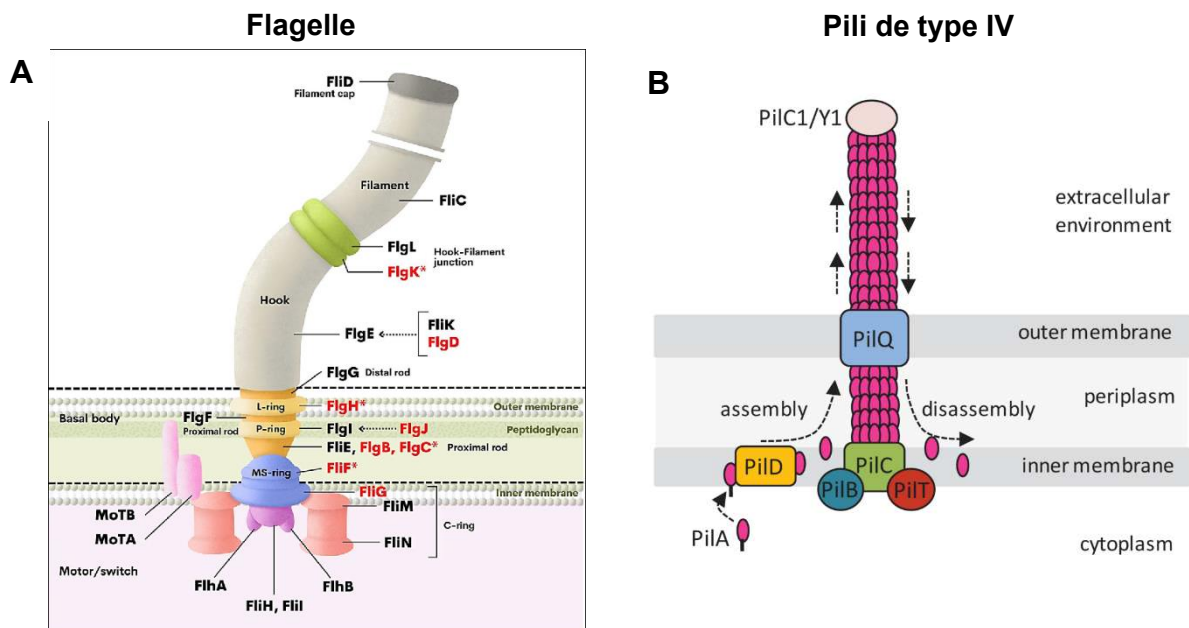 Flagelle
Pili de type IV
A
FliD
Filament cap
Filament
FliC
FlgL
Hook-Filament
junction
FlgK*
Hook
FlgE
FliK
FlgD
FlgG Distal rod
L-ring
FlgH*
Outer membrane
Basal body
FlgF
Proximal rod
P-ring
FlgI
FlgJ
Peptidoglycan
FliE, FlgB, FlgC* Proximal rod
MS-ring
FliF*
FliG
Inner membrane
MoTB
FliM
C-ring
MoTA
FliN
Motor/switch
FlhA
FlhB
FliH, FliI
B
PilC1/Y1
extracellular
environment
outer membrane
PilQ
periplasm
assembly
disassembly
PilD
PilC
inner membrane
PilB
PilT
PilA
cytoplasm